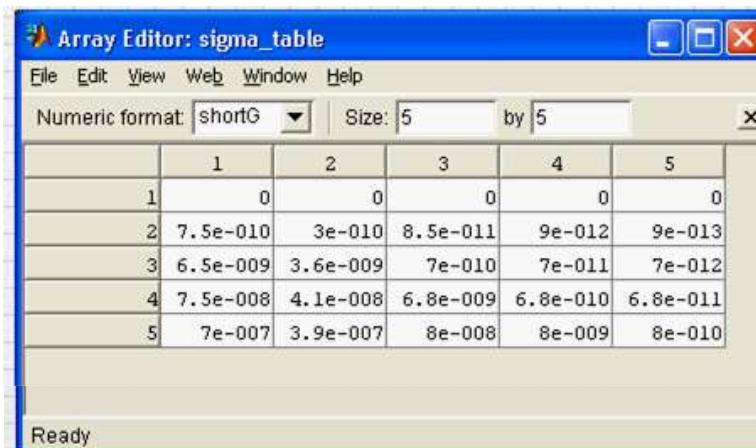 Array Editor: sigma_table
File Edit View Web Window Help
Numeric format: shortG Size: 5 by 5
1 2 3 4 5
1 0 0 0 0 0
2 7.5e-010 3e-010 8.5e-011 9e-012 9e-013
3 6.5e-009 3.6e-009 7e-010 7e-011 7e-012
4 7.5e-008 4.1e-008 6.8e-009 6.8e-010 6.8e-011
5 7e-007 3.9e-007 8e-008 8e-009 8e-010
Ready